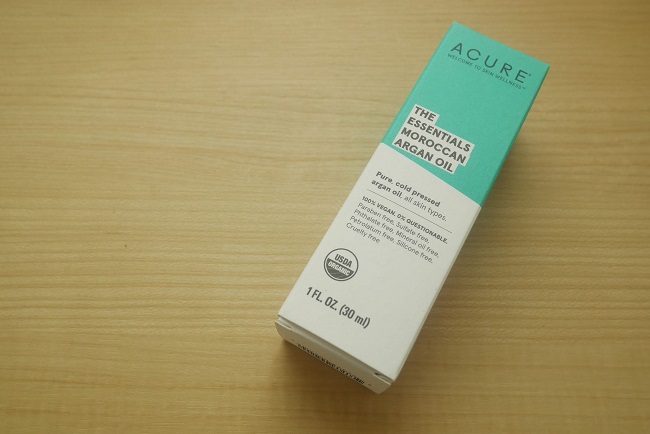 ACURE
WELCOME TO SKIN WELLNESS™
THE
ESSENTIALS
MOROCCAN
ARGAN OIL
Pure, cold pressed
argan oil. all skin types.
100% VEGAN. 0% QUESTIONABLE.
Paraben free, Sulfate free,
Phthalate free, Mineral oil free,
Petrolatum free, Silicone free,
Cruelty free
USDA
ORGANIC
1 FL. OZ. (30 ml)